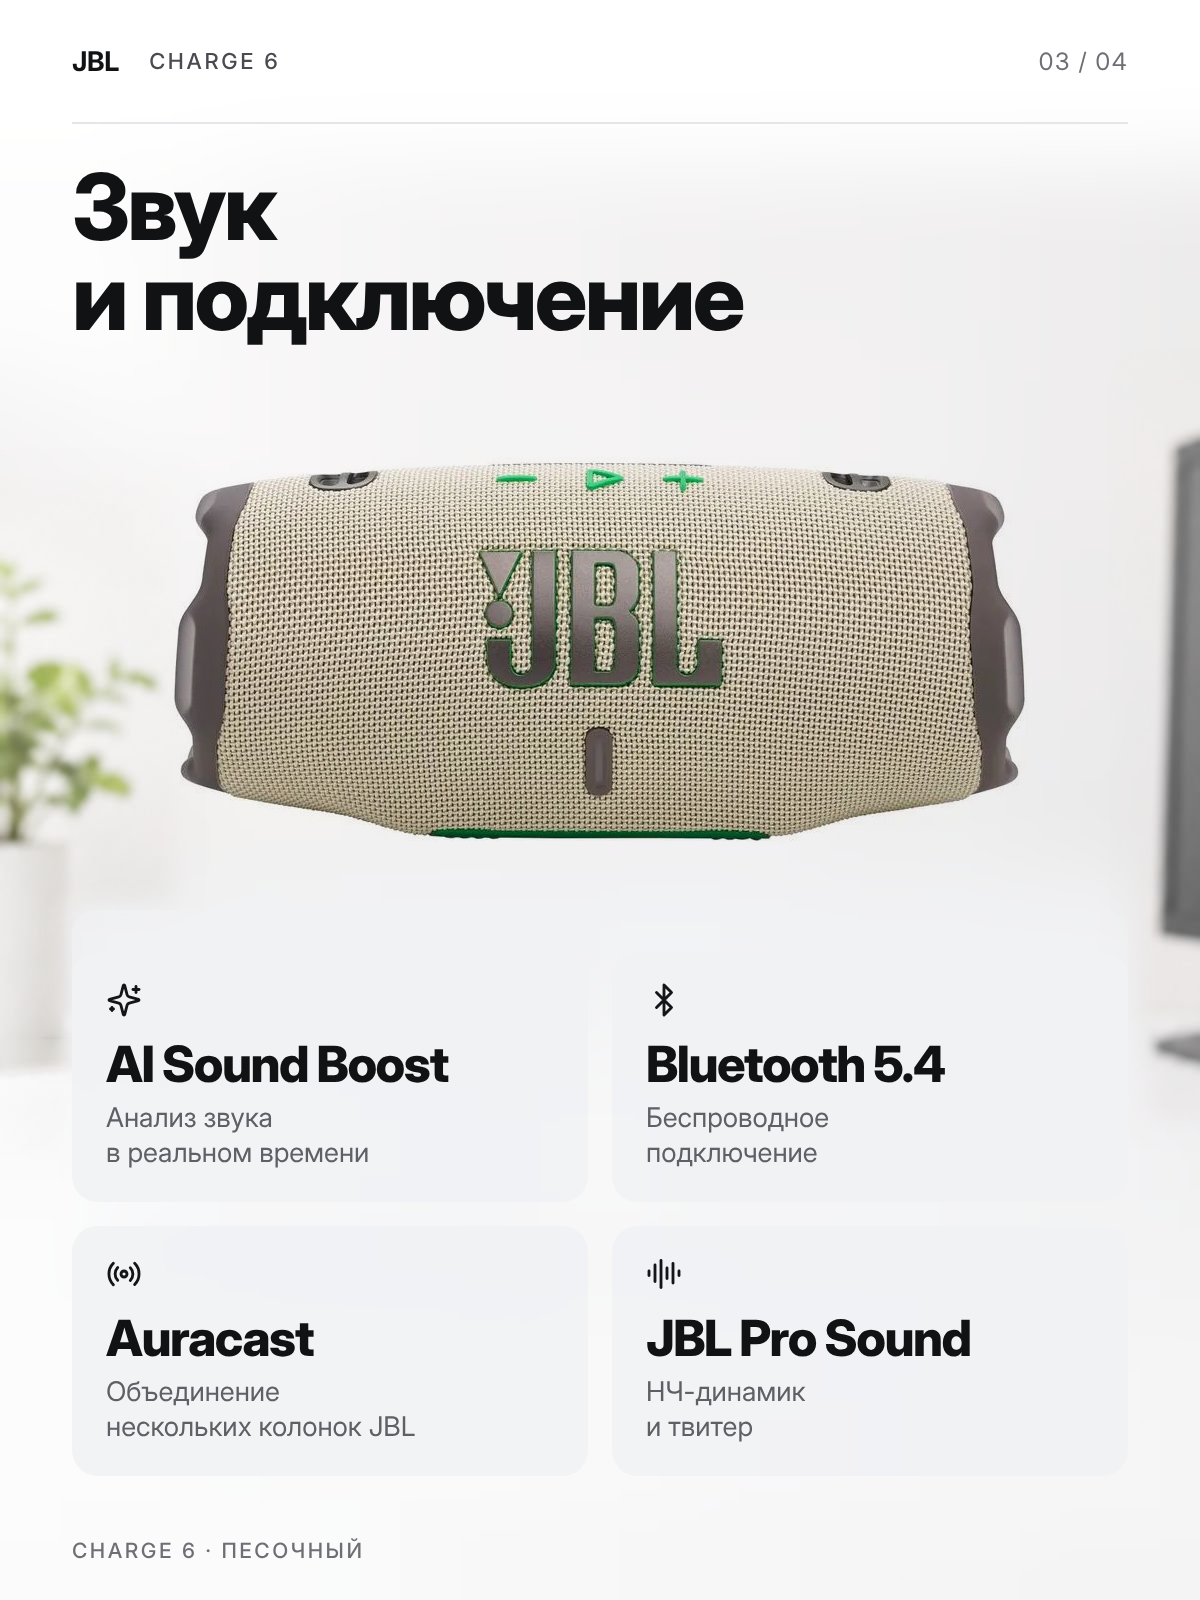 JBL CHARGE 6 03 / 04
Звук
и подключение
JBL
AI Sound Boost
Анализ звука
в реальном времени
Bluetooth 5.4
Беспроводное
подключение
Auracast
Объединение
нескольких колонок JBL
JBL Pro Sound
НЧ-динамик
и твитер
CHARGE 6 · ПЕСОЧНЫЙ